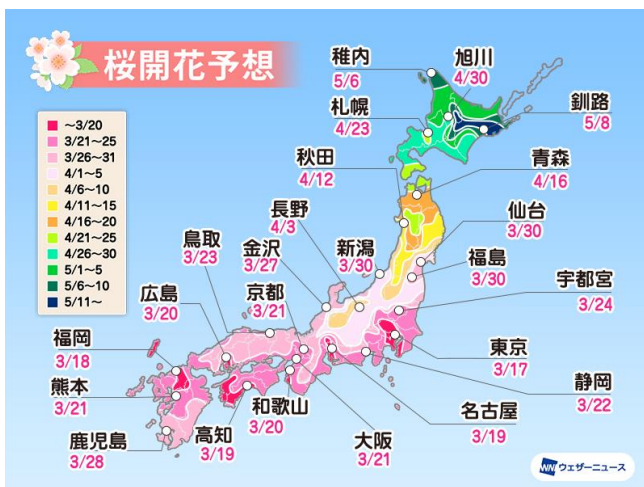 桜開花予想
~3/20
3/21~25
3/26~31
4/1~5
4/6~10
4/11~15
4/16~20
4/21~25
4/26~30
5/1~5
5/6~10
5/11~
稚内
5/6
旭川
4/30
札幌
4/23
釧路
5/8
秋田
4/12
青森
4/16
長野
4/3
仙台
3/30
鳥取
3/23
金沢
3/27
新潟
3/30
福島
3/30
広島
3/20
京都
3/21
宇都宮
3/24
福岡
3/18
東京
3/17
熊本
3/21
静岡
3/22
和歌山
3/20
名古屋
3/19
鹿児島
3/28
高知
3/19
大阪
3/21
WNI ウェザーニュース